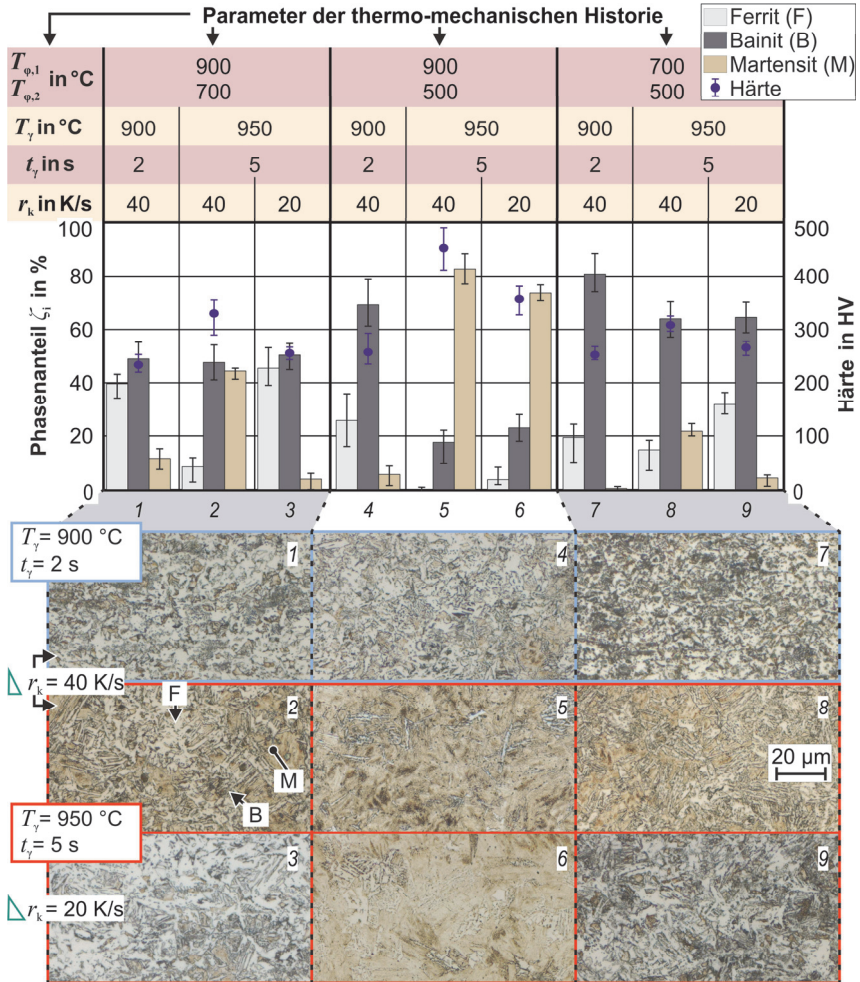 Parameter der thermo-mechanischen Historie
Ferrit (F)
Bainit (B)
Martensit (M)
Härte
Tφ,1
Tφ,2
in °C
900
700
900
500
700
500
Tγ in °C
900
950
900
950
900
950
tγ in s
2
5
2
5
2
5
rk in K/s
40
40
20
40
40
20
40
40
20
Phasenanteil ζi in %
100
80
60
40
20
0
500
400
300
200
100
0
Härte in HV
1
2
3
4
5
6
7
8
9
Tγ= 900 °C
tγ= 2 s
1
4
7
rk = 40 K/s
F
2
M
B
5
8
20 µm
Tγ= 950 °C
tγ= 5 s
3
6
9
rk = 20 K/s